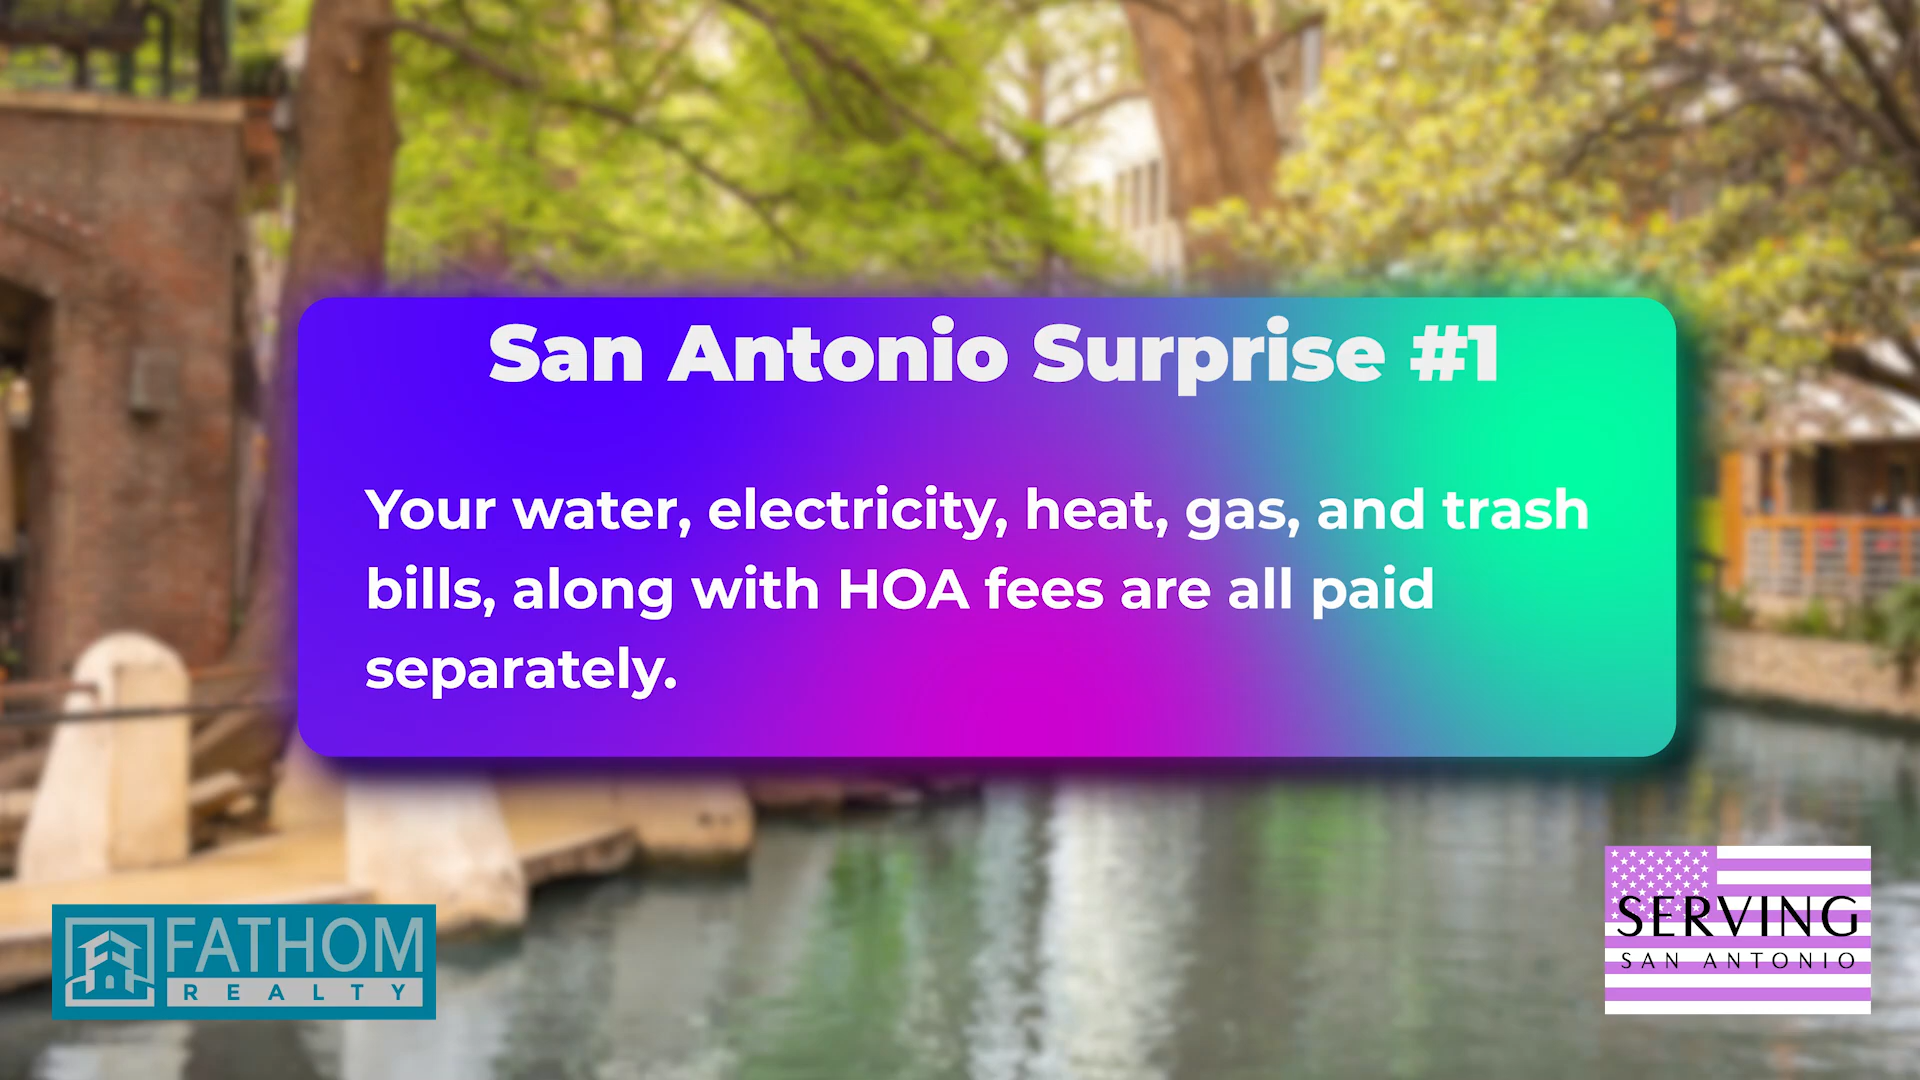 San Antonio Surprise #1
Your water, electricity, heat, gas, and trash
bills, along with HOA fees are all paid
separately.
FATHOM
REALTY
SERVING
SAN ANTONIO